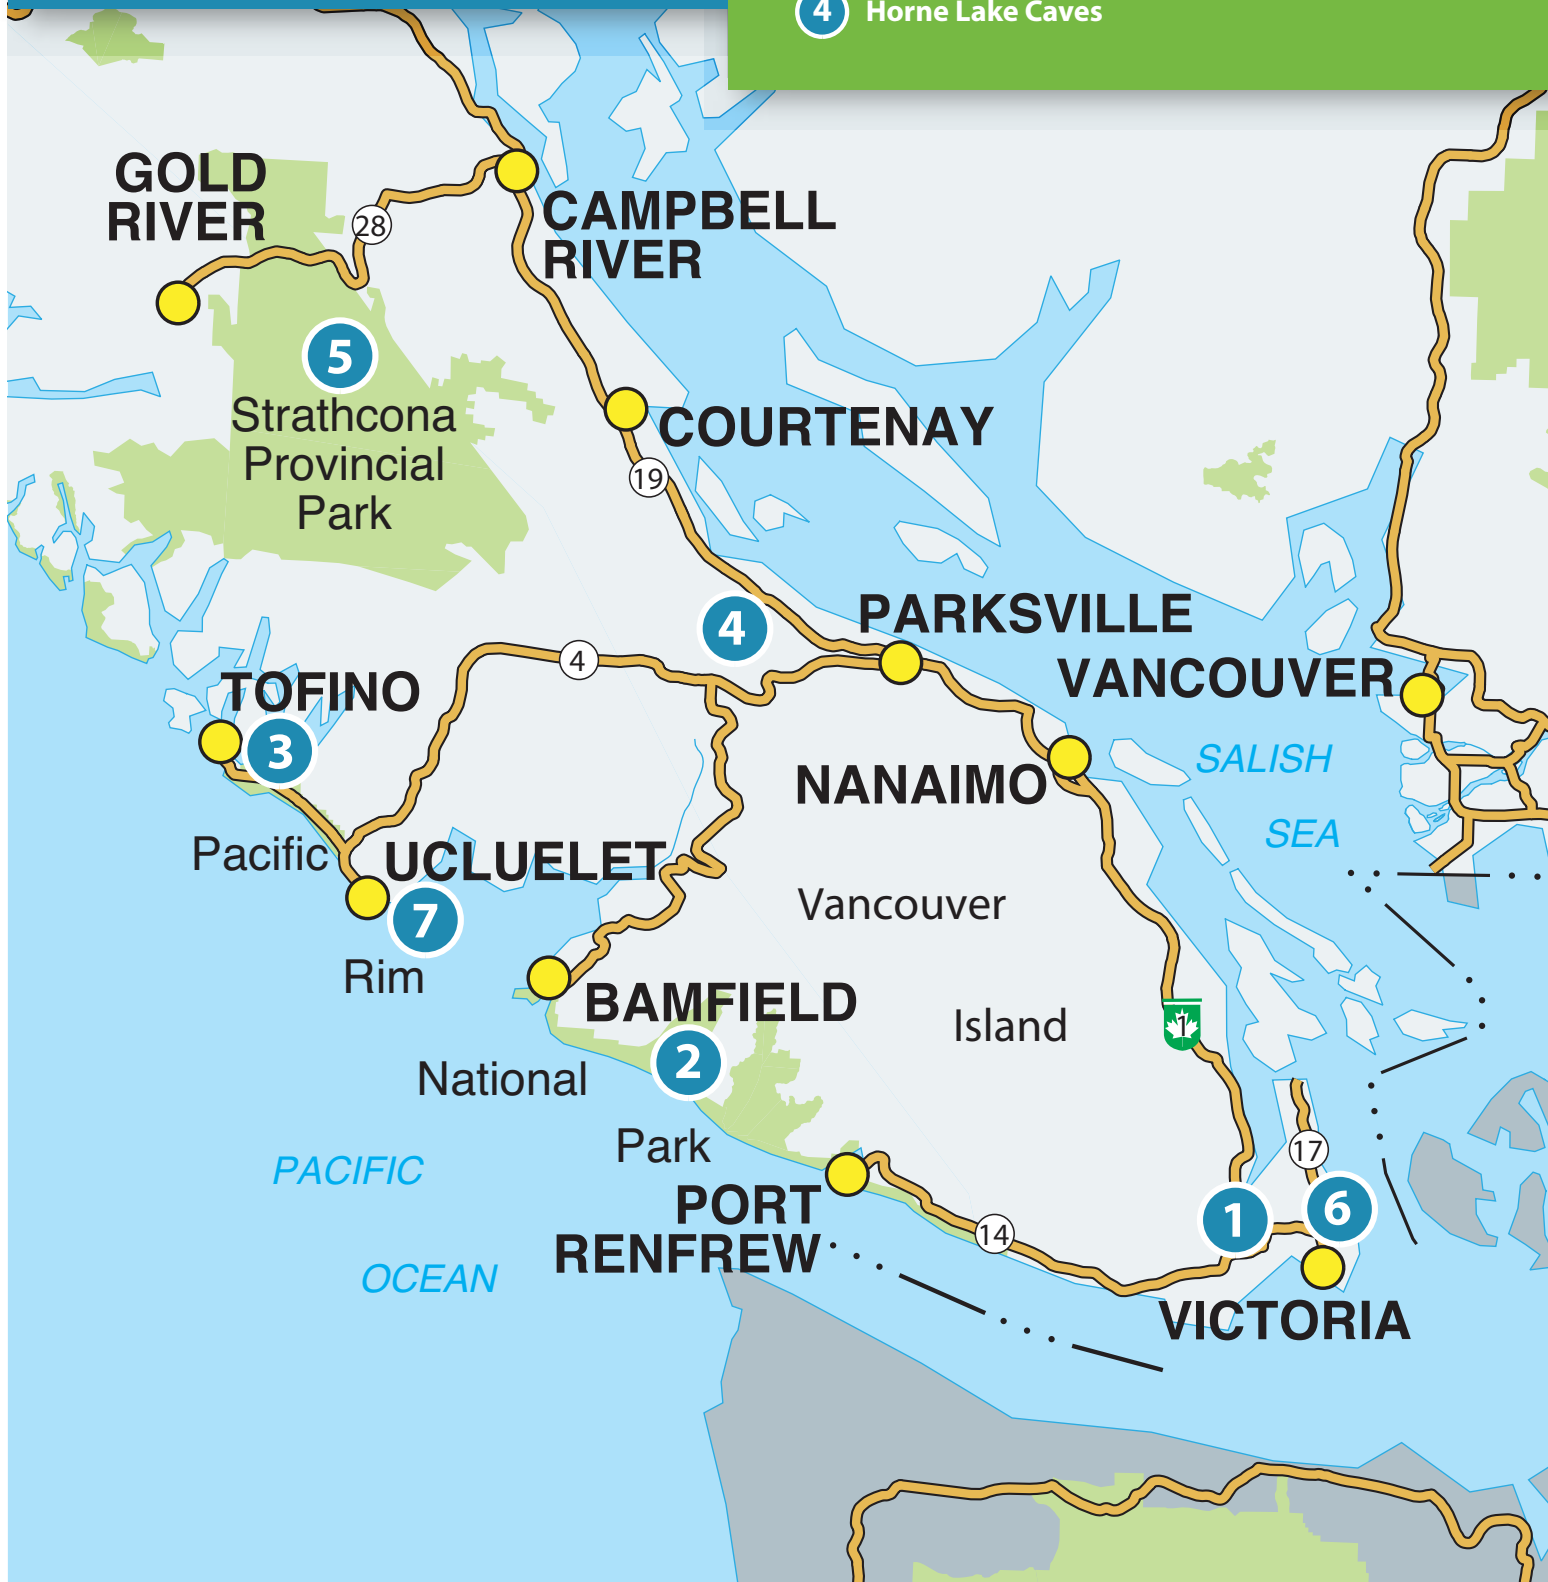 4 Horne Lake Caves
GOLD
RIVER
28
CAMPBELL
RIVER
5
Strathcona
Provincial
Park
COURTENAY
19
4
PARKSVILLE
4
VANCOUVER
TOFINO
3
SALISH
SEA
NANAIMO
Pacific
UCLUELET
7
Rim
Vancouver
Island
BAMFIELD
2
National
Park
1
PACIFIC
OCEAN
17
PORT
RENFREW
14
1
6
VICTORIA